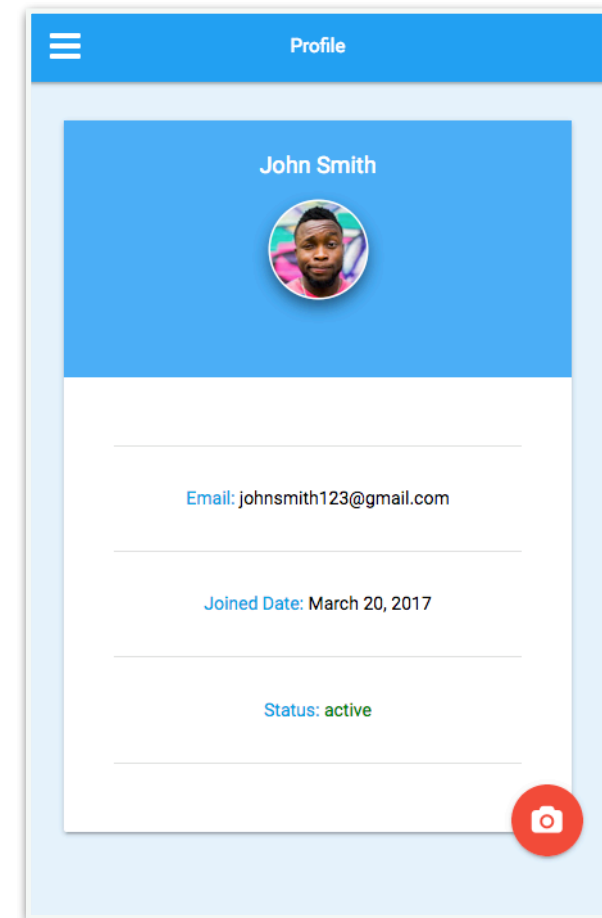 Profile
John Smith
Email: johnsmith123@gmail.com
Joined Date: March 20, 2017
Status: active